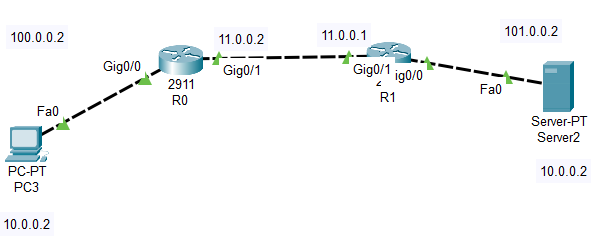 100.0.0.2
11.0.0.2
11.0.0.1
101.0.0.2
Gig0/0
Gig0/1
Gig0/1
ig0/0
2911
R0
2
R1
Fa0
Fa0
PC-PT
PC3
Server-PT
Server2
10.0.0.2
10.0.0.2